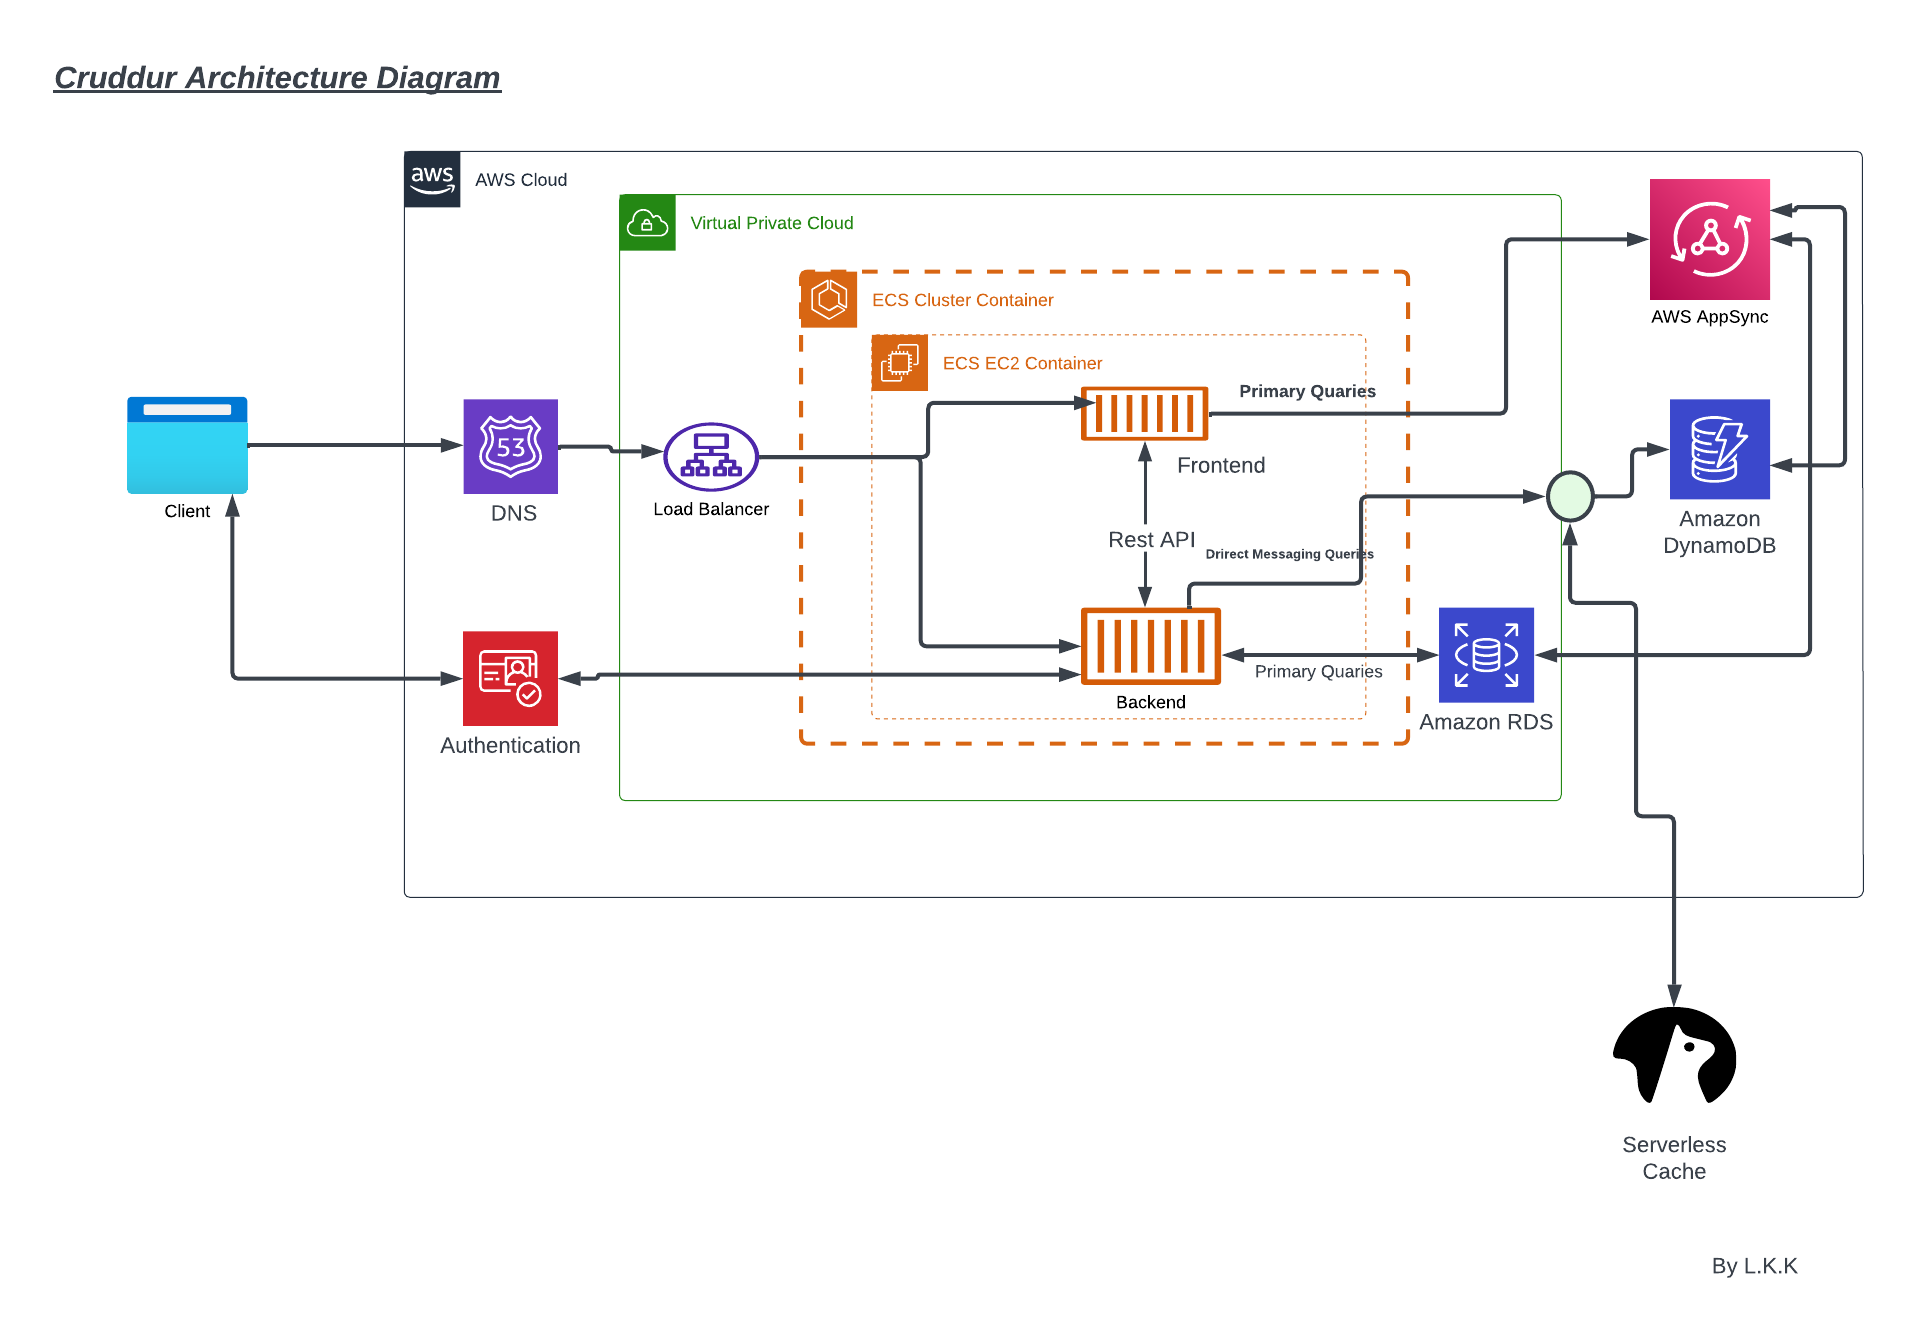 Cruddur Architecture Diagram
aws
AWS Cloud
Virtual Private Cloud
ECS Cluster Container
AWS AppSync
ECS EC2 Container
Primary Quaries
53
Client
DNS
Load Balancer
Frontend
Amazon
DynamoDB
Rest API
Drirect Messaging Queries
Primary Quaries
Backend
Amazon RDS
Authentication
Serverless
Cache
By L.K.K